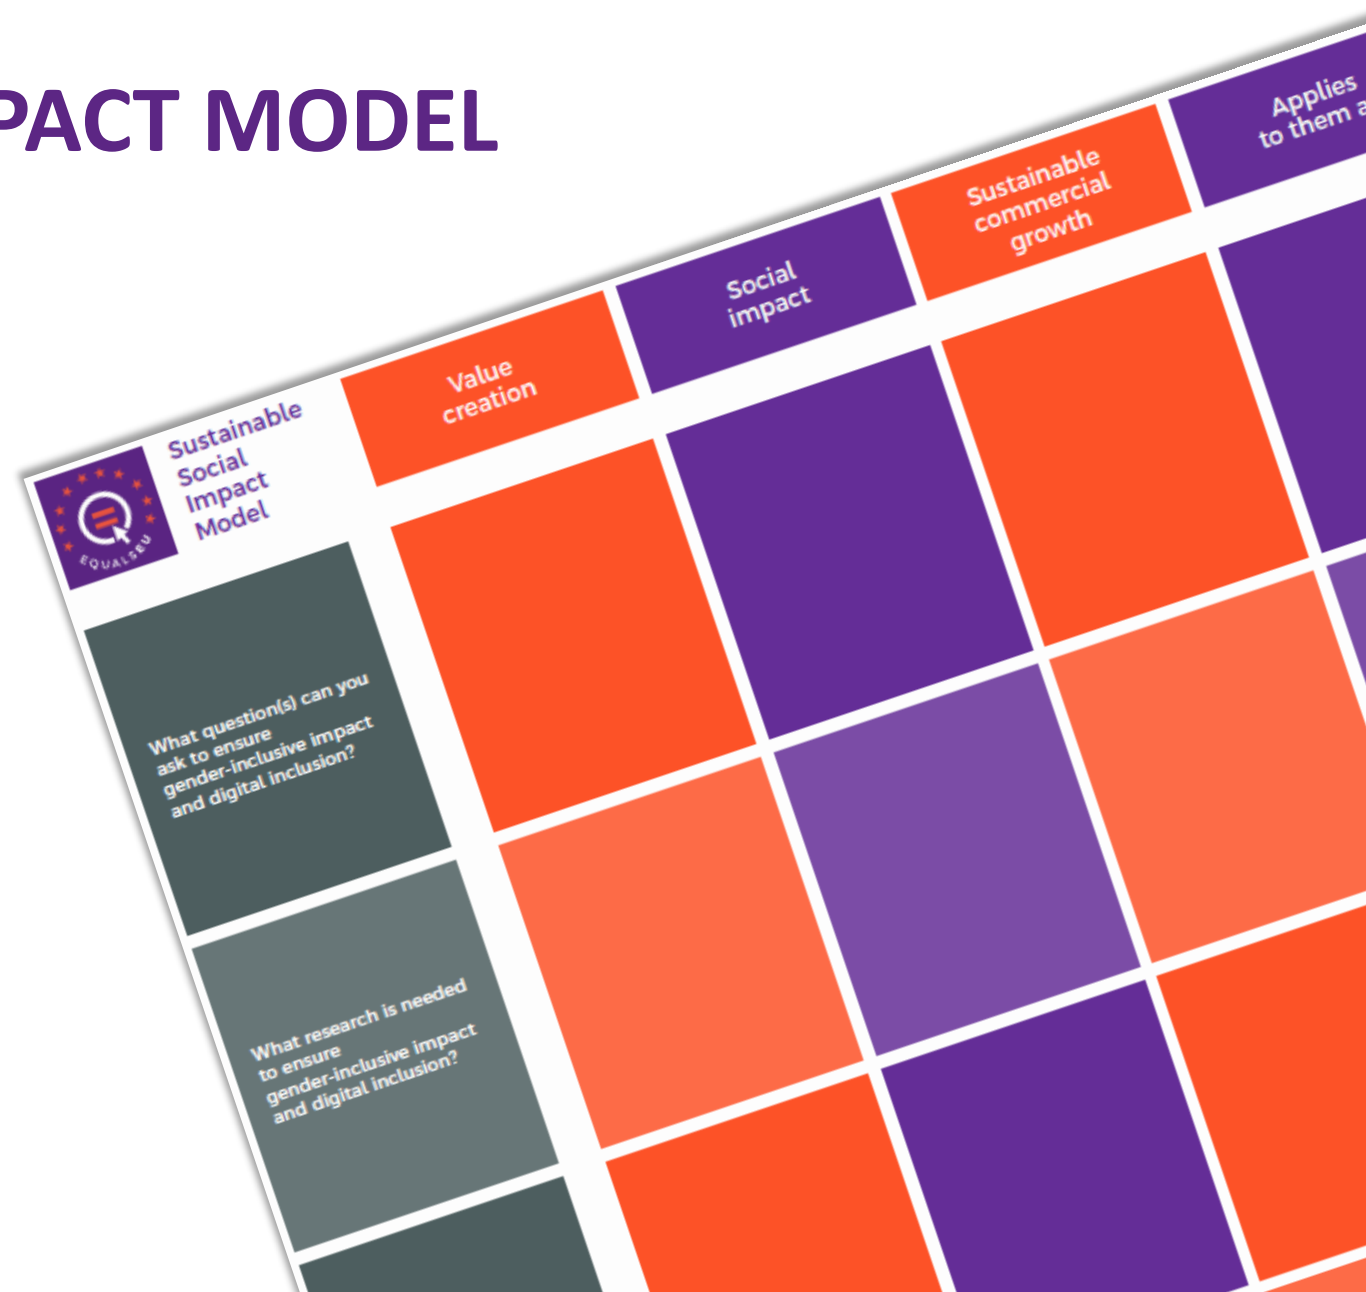 PACT MODEL
Applies
to them a
Sustainable
commercial
growth
Social
impact
Value
creation
Sustainable
Social
Impact
Model
EQUALSEU
What question(s) can you
ask to ensure
gender-inclusive impact
and digital inclusion?
What research is needed
to ensure
gender-inclusive impact
and digital inclusion?